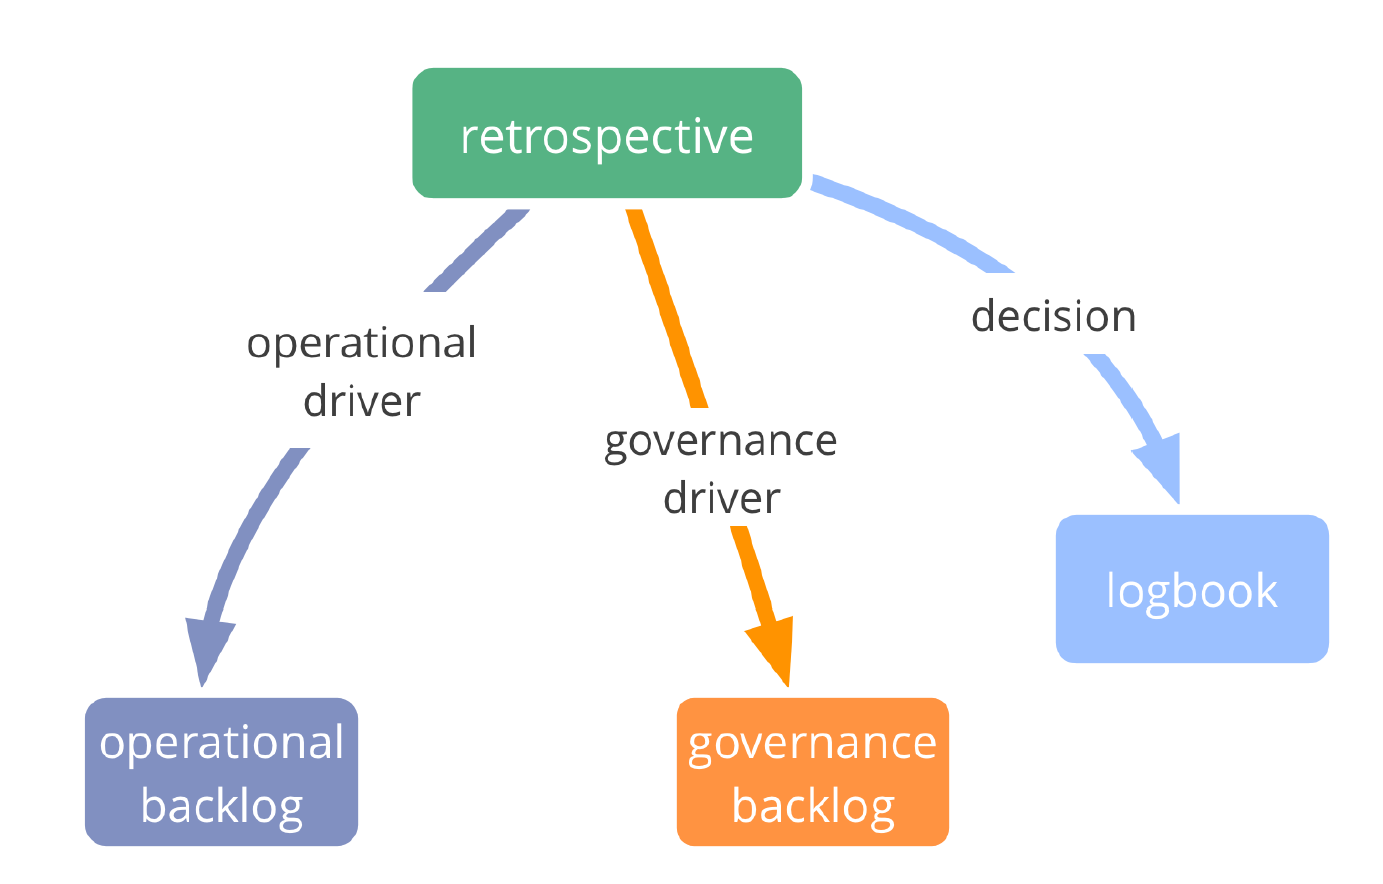 retrospective
decision
operational
driver
governance
driver
logbook
operational
backlog
governance
backlog